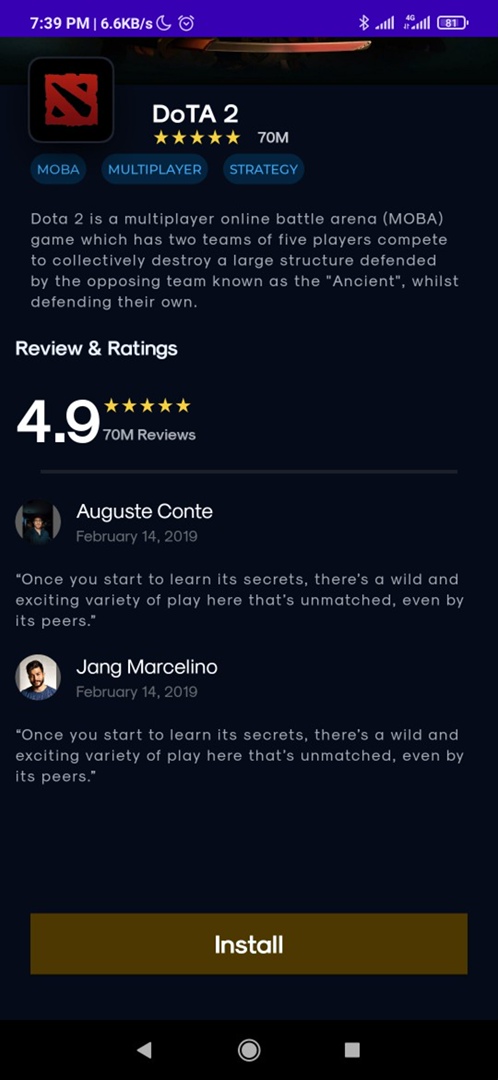 7:39 PM | 6.6KB/s
4G
81
DoTA 2
70M
MOBA MULTIPLAYER STRATEGY
Dota 2 is a multiplayer online battle arena (MOBA)
game which has two teams of five players compete
to collectively destroy a large structure defended
by the opposing team known as the "Ancient", whilst
defending their own.
Review & Ratings
4.9
70M Reviews
Auguste Conte
February 14, 2019
“Once you start to learn its secrets, there’s a wild and
exciting variety of play here that’s unmatched, even by
its peers.”
Jang Marcelino
February 14, 2019
“Once you start to learn its secrets, there’s a wild and
exciting variety of play here that’s unmatched, even by
its peers.”
Install